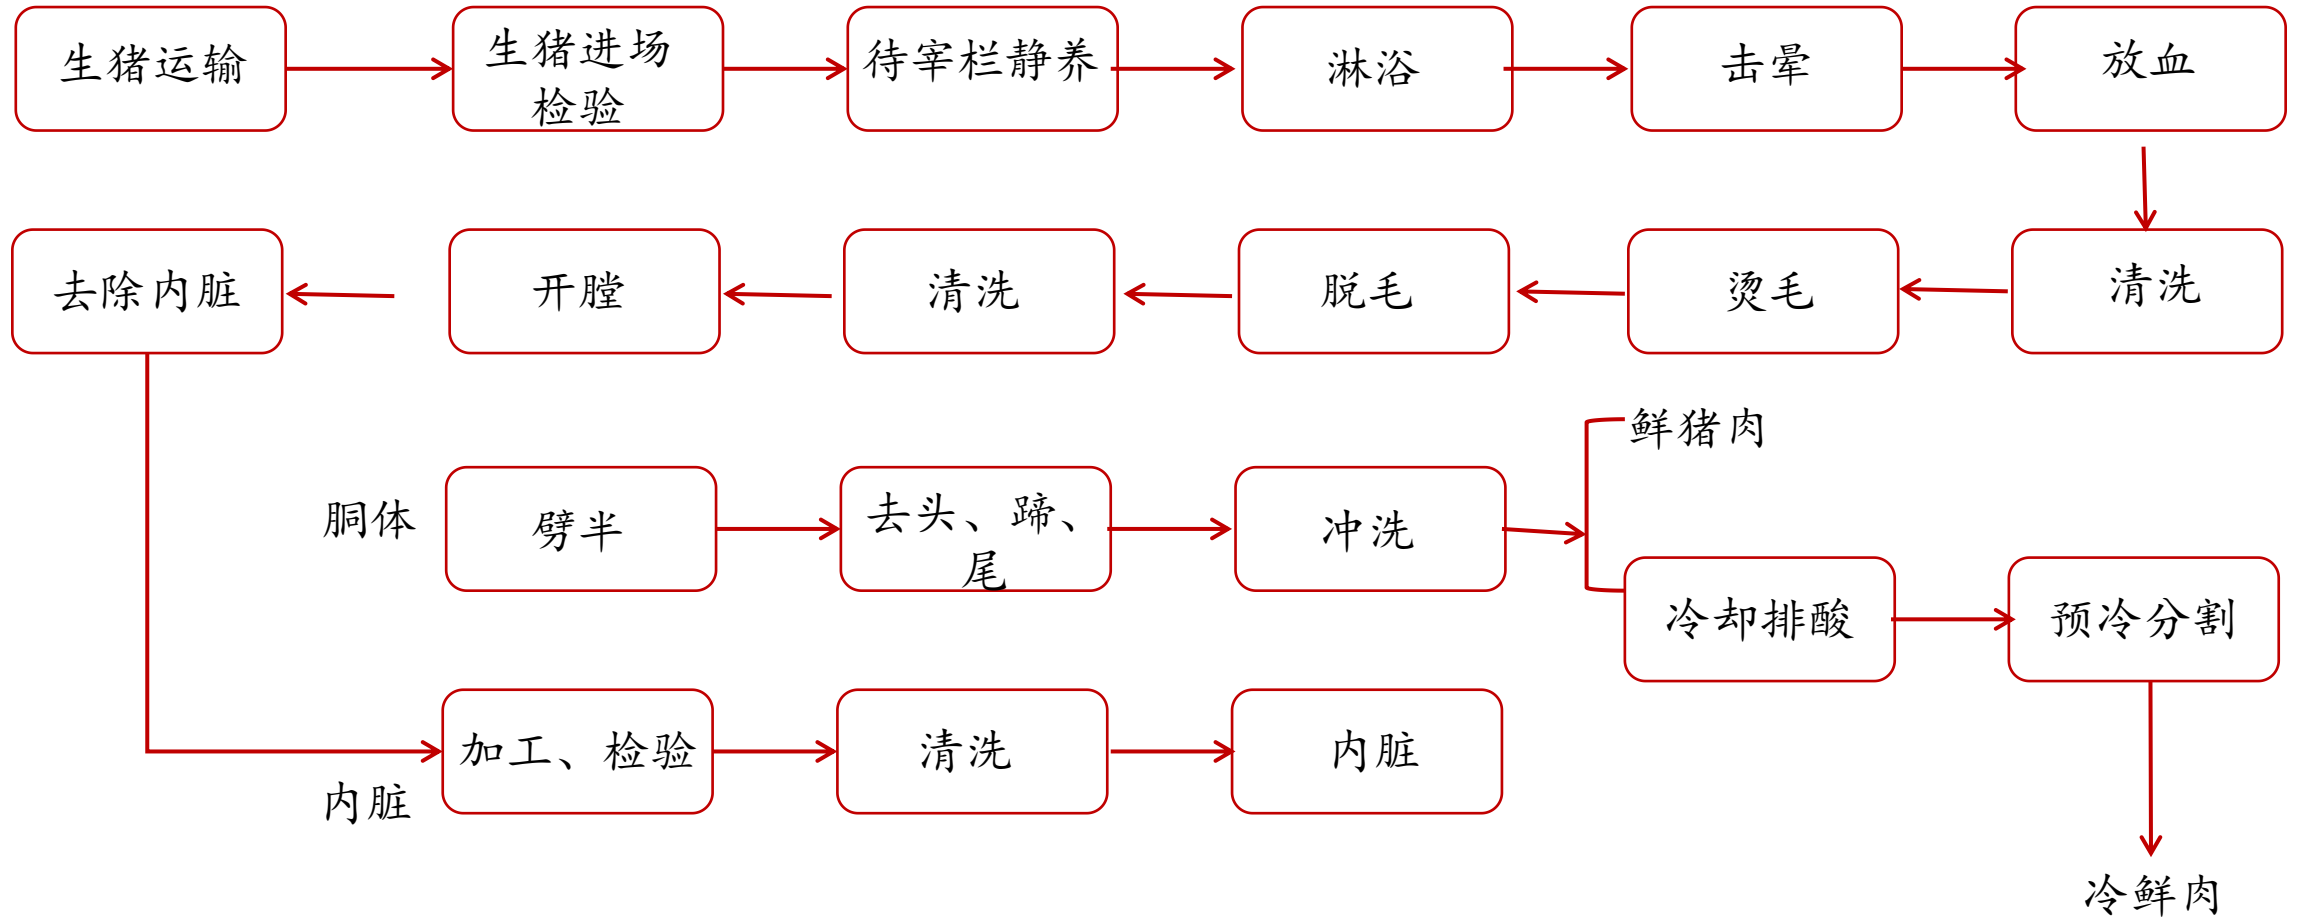 生猪运输
生猪进场
检验
待宰栏静养
淋浴
击晕
放血
去除内脏
开膛
清洗
脱毛
烫毛
清洗
鲜猪肉
胴体
劈半
去头、蹄、
尾
冲洗
冷却排酸
预冷分割
加工、检验
清洗
内脏
内脏
冷鲜肉